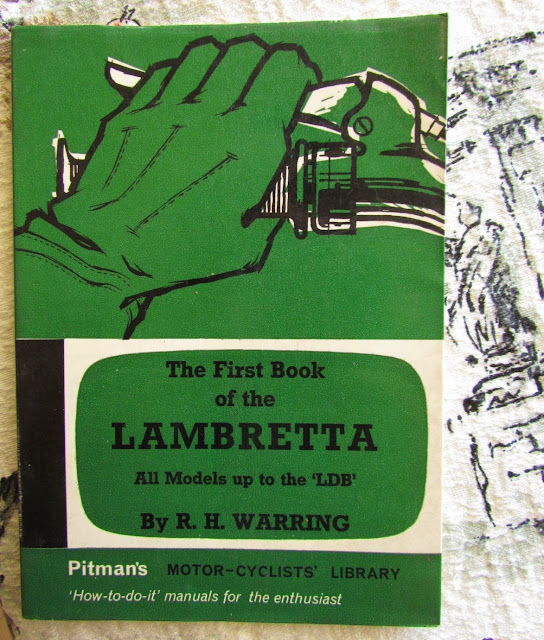 The First Book
of the
LAMBRETTA
All Models up to the 'LDB'
By R. H. WARRING
Pitman's MOTOR-CYCLISTS' LIBRARY
'How-to-do-it' manuals for the enthusiast